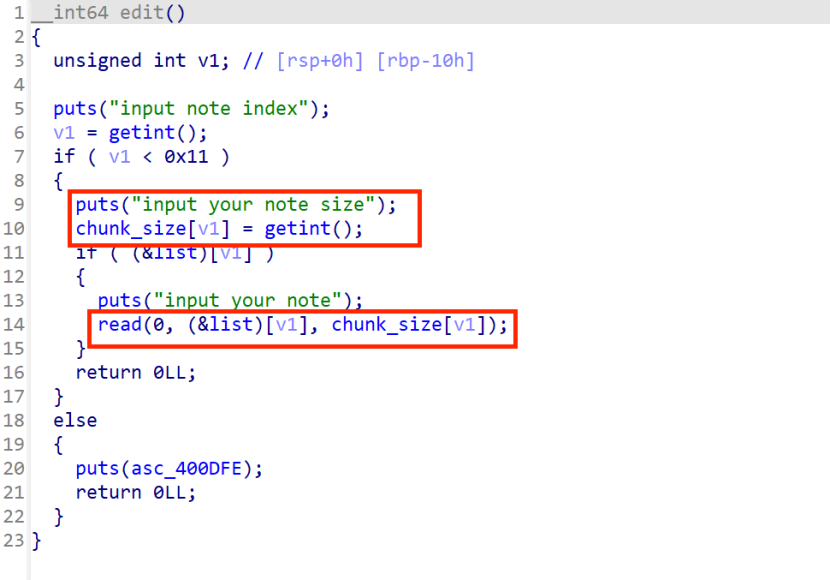 1 __int64 edit()
2 {
3 unsigned int v1; // [rsp+0h] [rbp-10h]
4
5 puts("input note index");
6 v1 = getint();
7 if ( v1 < 0x11 )
8 {
9 puts("input your note size");
10 chunk_size[v1] = getint();
11 if ( (&list)[v1] )
12 {
13 puts("input your note");
14 read(0, (&list)[v1], chunk_size[v1]);
15 }
16 return 0LL;
17 }
18 else
19 {
20 puts(asc_400DFE);
21 return 0LL;
22 }
23 }